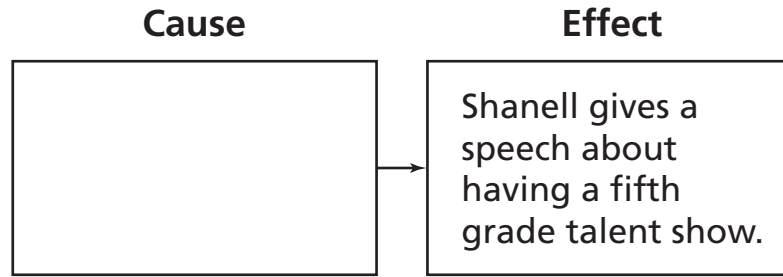 Cause
Effect
Shanell gives a
speech about
having a fifth
grade talent show.